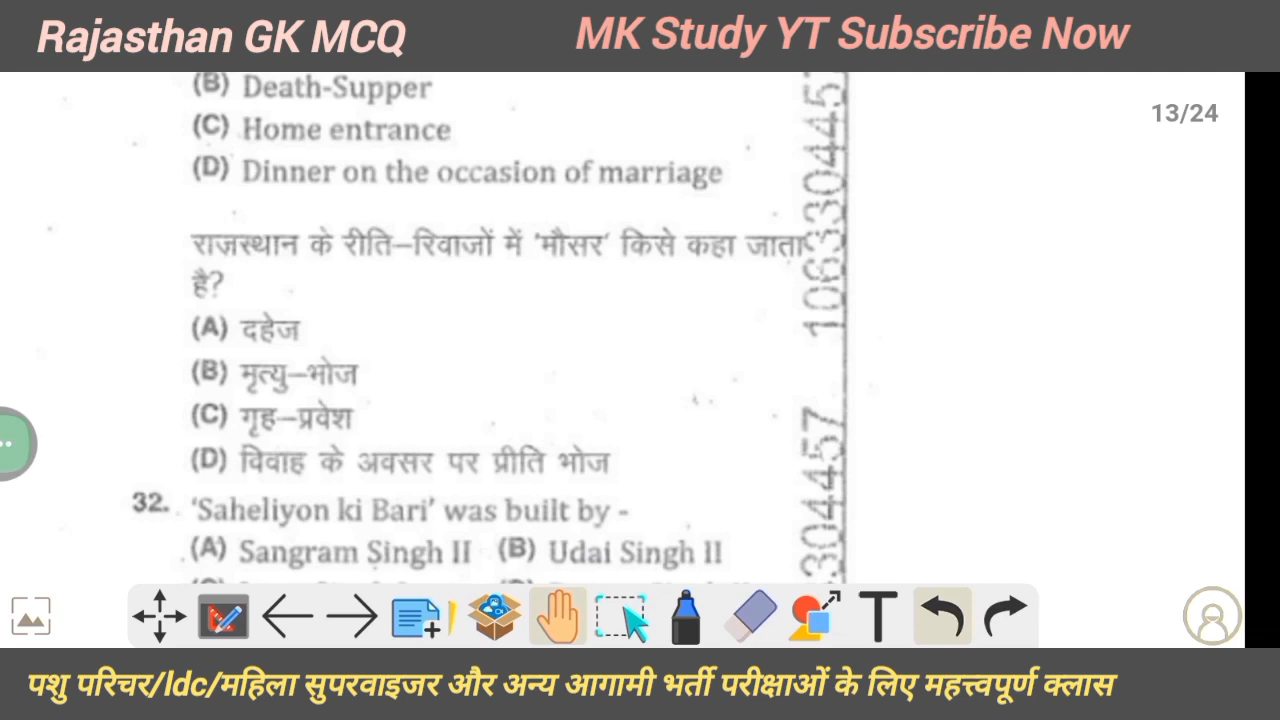 Rajasthan GK MCQ
MK Study YT Subscribe Now
(B) Death-Supper
(C) Home entrance
13/24
(D) Dinner on the occasion of marriage
राजस्थान के रीति–रिवाजों में 'मौसर' किसे कहा जाता
है?
(A) दहेज
(B) मृत्यु–भोज
(C) गृह–प्रवेश
(D) विवाह के अवसर पर प्रीति भोज
32. 'Saheliyon ki Bari' was built by -
(A) Sangram Singh II (B) Udai Singh II
पशु परिचर/ldc/महिला सुपरवाइजर और अन्य आगामी भर्ती परीक्षाओं के लिए महत्त्वपूर्ण क्लास